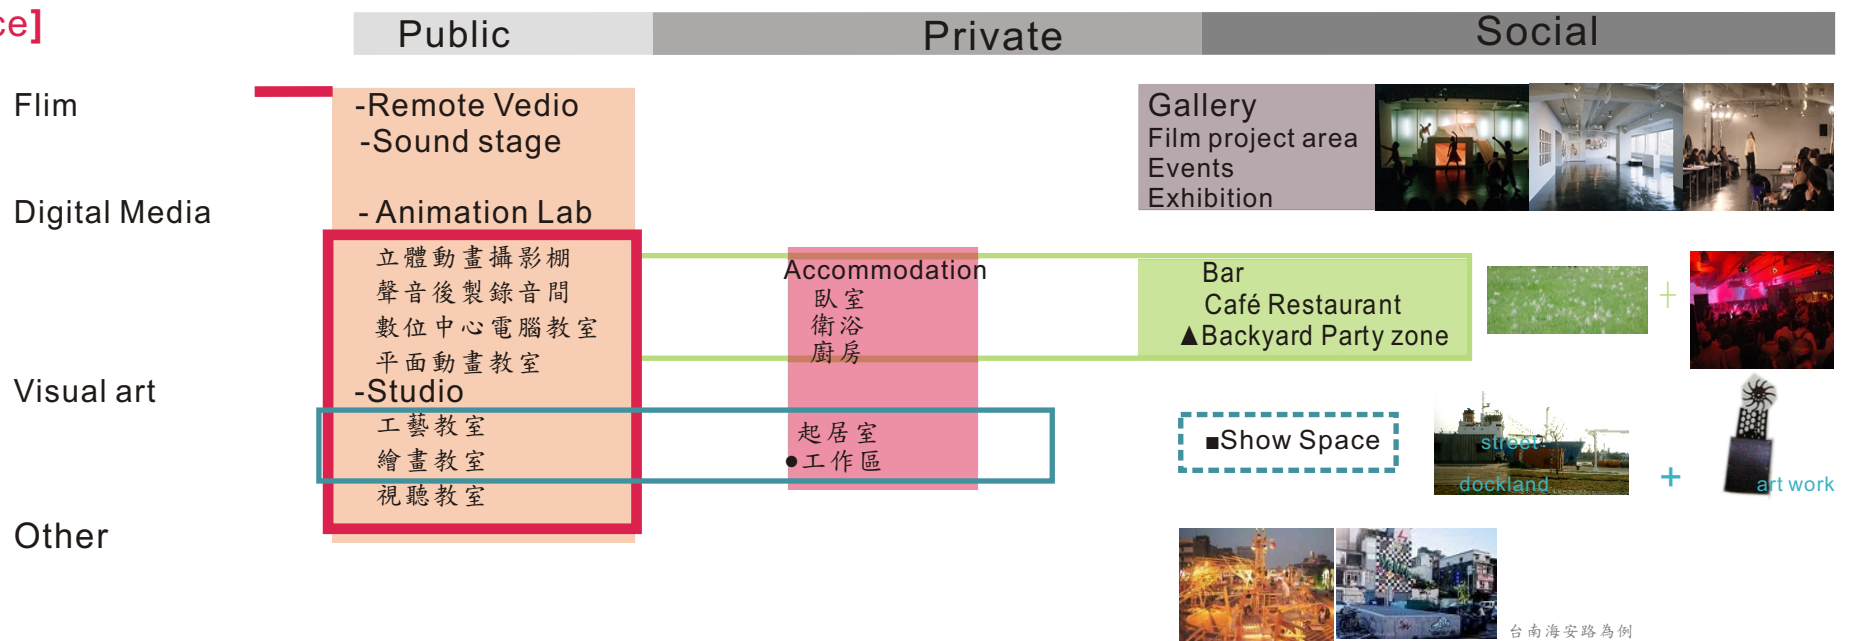 ce]
Public Private Social
Flim
-Remote Vedio
-Sound stage
Gallery
Film project area
Events
Exhibition
Digital Media
- Animation Lab
立體動畫攝影棚
聲音後製錄音間
數位中心電腦教室
平面動畫教室
Accommodation
臥室
衛浴
廚房
Bar
Café Restaurant
▲Backyard Party zone
+
Visual art
-Studio
工藝教室
繪畫教室
視聽教室
起居室
●工作區
■Show Space
street
dockland
+
art work
Other
台南海安路為例